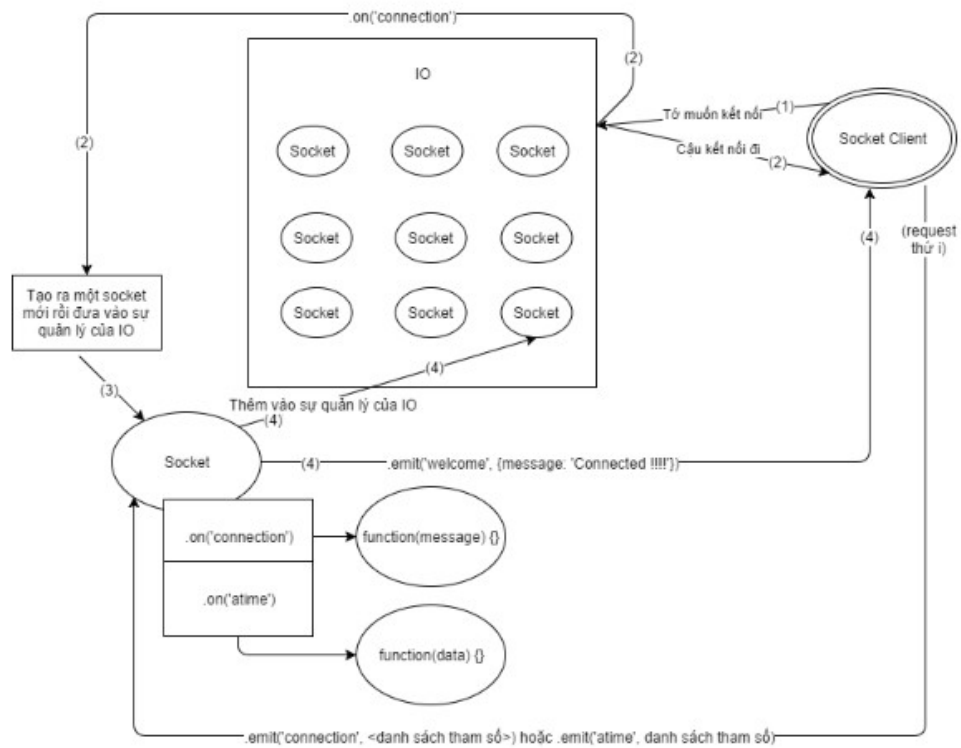 .on('connection')
(2)
IO
Tớ muốn kết nối
(1)
Socket Client
(2)
Cậu kết nối đi
(2)
Socket
Socket
Socket
Socket
Socket
Socket
(4)
(request
thứ i)
Tạo ra một socket
mới rồi đưa vào sự
quản lý của IO
Socket
Socket
Socket
(4)
(3)
Thêm vào sự quản lý của IO
(4)
Socket
(4)
.emit('welcome', {message: 'Connected !!!!!'})
.on('connection')
function(message) {}
.on('atime')
function(data) {}
.emit('connection', <danh sách tham số>) hoặc .emit('atime', danh sách tham số)